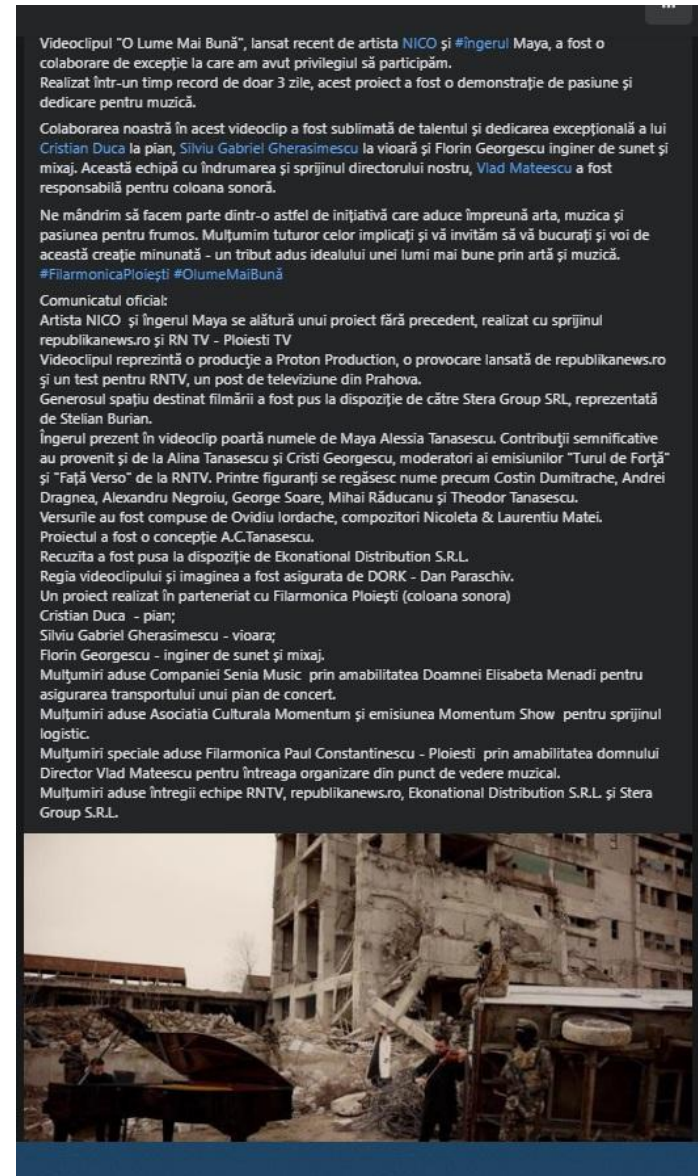 Videoclipul "O Lume Mai Bună", lansat recent de artista NICO și #îngerul Maya, a fost o
colaborare de excepție la care am avut privilegiul să participăm.
Realizat într-un timp record de doar 3 zile, acest proiect a fost o demonstrație de pasiune și
dedicare pentru muzică.
Colaborarea noastră în acest videoclip a fost sublimată de talentul și dedicarea excepțională a lui
Cristian Duca la pian, Silviu Gabriel Gherasimescu la vioară și Florin Georgescu inginer de sunet și
mixaj. Această echipă cu îndrumarea și sprijinul directorului nostru, Vlad Mateescu a fost
responsabilă pentru coloana sonoră.
Ne mândrim să facem parte dintr-o astfel de inițiativă care aduce împreună arta, muzica și
pasiunea pentru frumos. Mulțumim tuturor celor implicați și vă invităm să vă bucurați și voi de
această creație minunată - un tribut adus idealului unei lumi mai bune prin artă și muzică.
#FilarmonicaPloiești #OlumeMaiBună
Comunicatul oficial:
Artista NICO și îngerul Maya se alătură unui proiect fără precedent, realizat cu sprijinul
republikanews.ro și RN TV - Ploiesti TV
Videoclipul reprezintă o producție a Proton Production, o provocare lansată de republikanews.ro
și un test pentru RNTV, un post de televiziune din Prahova.
Generosul spațiu destinat filmării a fost pus la dispoziție de către Stera Group SRL, reprezentată
de Stelian Burian.
Îngerul prezent în videoclip poartă numele de Maya Alessia Tanasescu. Contribuții semnificative
au provenit și de la Alina Tanasescu și Cristi Georgescu, moderatori ai emisiunilor "Turul de Forță"
și "Față Verso" de la RNTV. Printre figuranți se regăsesc nume precum Costin Dumitrache, Andrei
Dragnea, Alexandru Negroiu, George Soare, Mihai Răducanu și Theodor Tanasescu.
Versurile au fost compuse de Ovidiu Iordache, compozitori Nicoleta & Laurentiu Matei.
Proiectul a fost o concepție A.C.Tanasescu.
Recuzita a fost pusa la dispoziție de Ekonational Distribution S.R.L.
Regia videoclipului și imaginea a fost asigurata de DORK - Dan Paraschiv.
Un proiect realizat în parteneriat cu Filarmonica Ploiești (coloana sonora)
Cristian Duca - pian;
Silviu Gabriel Gherasimescu - vioara;
Florin Georgescu - inginer de sunet și mixaj.
Mulțumiri aduse Companiei Senia Music prin amabilitatea Doamnei Elisabeta Menadi pentru
asigurarea transportului unui pian de concert.
Mulțumiri aduse Asociatia Culturala Momentum și emisiunea Momentum Show pentru sprijinul
logistic.
Mulțumiri speciale aduse Filarmonica Paul Constantinescu - Ploiesti prin amabilitatea domnului
Director Vlad Mateescu pentru întreaga organizare din punct de vedere muzical.
Mulțumiri aduse întregii echipe RNTV, republikanews.ro, Ekonational Distribution S.R.L. și Stera
Group S.R.L.